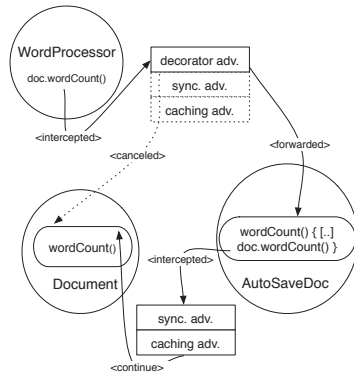 WordProcessor
doc.wordCount()
<intercepted>
decorator adv.
sync. adv.
caching adv.
<canceled>
<forwarded>
wordCount()
Document
wordCount() { [..]
doc.wordCount() }
AutoSaveDoc
<intercepted>
sync. adv.
caching adv.
<continue>